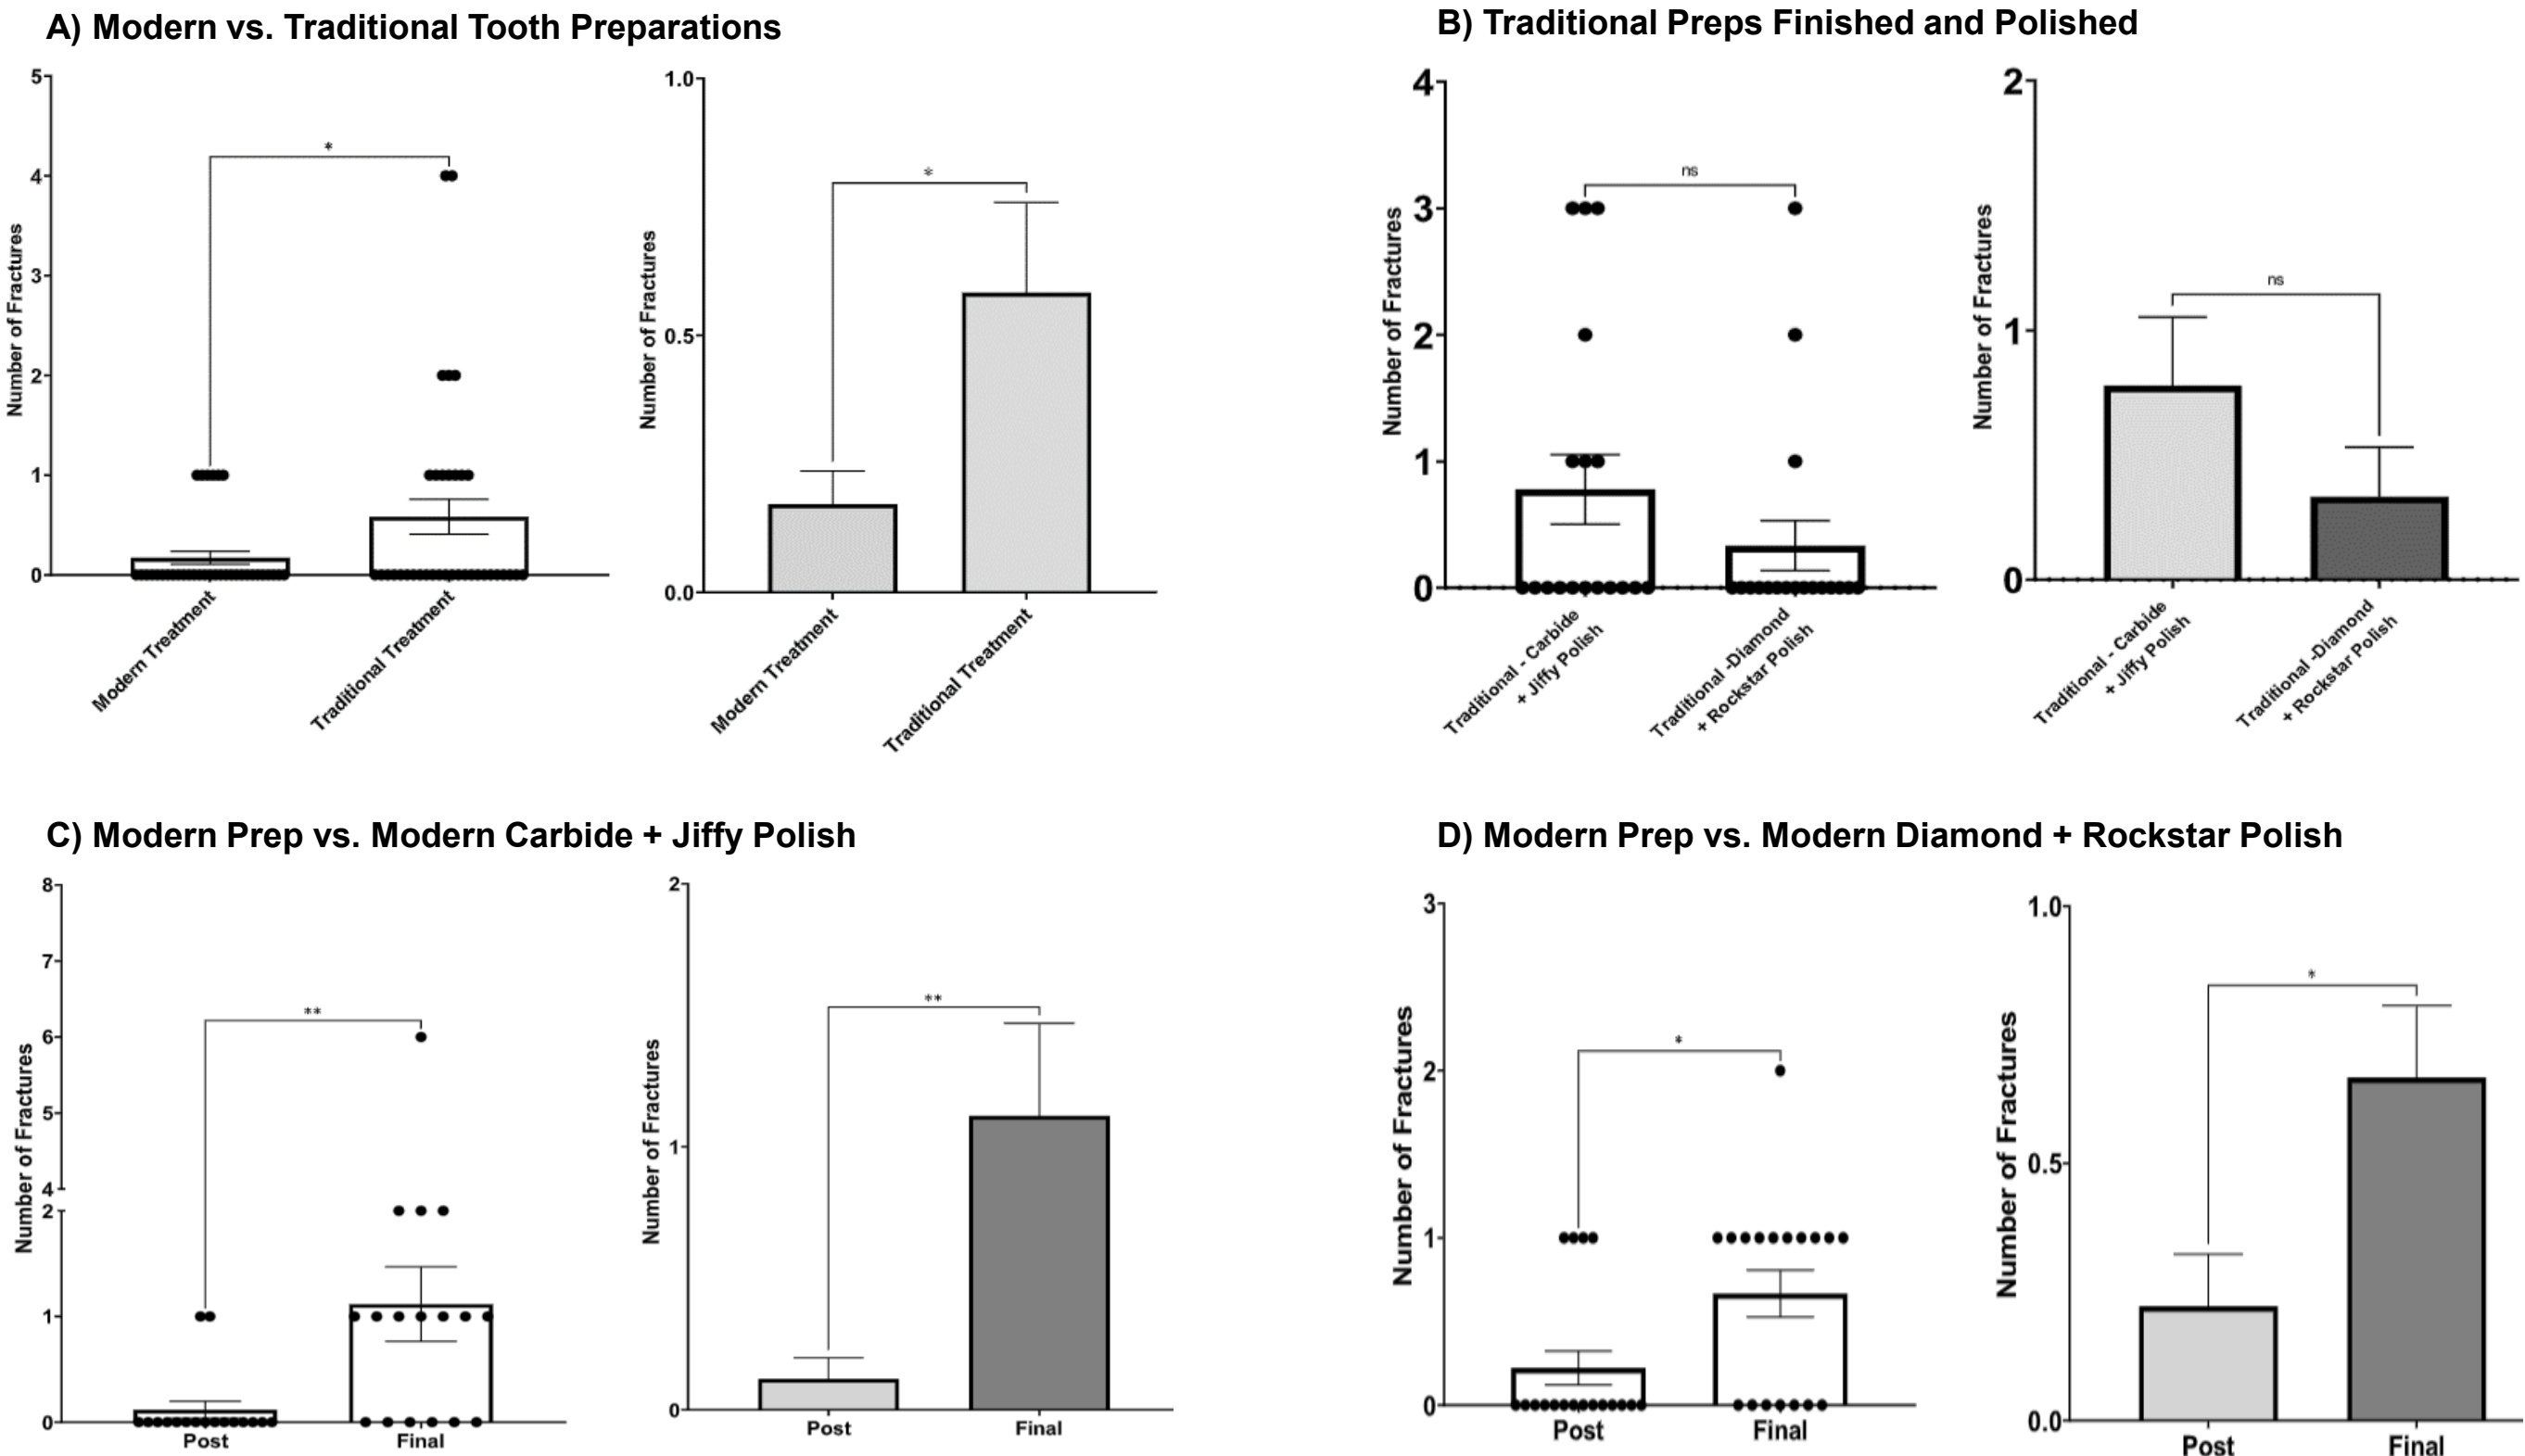 A) Modern vs. Traditional Tooth Preparations
5
4
3
2
1
0
Number of Fractures
*
Modern Treatment
Traditional Treatment
1.0
0.5
0.0
Number of Fractures
*
Modern Treatment
Traditional Treatment
B) Traditional Preps Finished and Polished
4
3
2
1
0
Number of Fractures
ns
Traditional - Carbide
+ Jiffy Polish
Traditional -Diamond
+ Rockstar Polish
2
1
0
Number of Fractures
ns
Traditional - Carbide
+ Jiffy Polish
Traditional -Diamond
+ Rockstar Polish
C) Modern Prep vs. Modern Carbide + Jiffy Polish
8
7
6
5
4
2
1
0
Number of Fractures
**
Post
Final
2
1
0
Number of Fractures
**
Post
Final
D) Modern Prep vs. Modern Diamond + Rockstar Polish
3
2
1
0
Number of Fractures
*
Post
Final
1.0
0.5
0.0
Number of Fractures
*
Post
Final